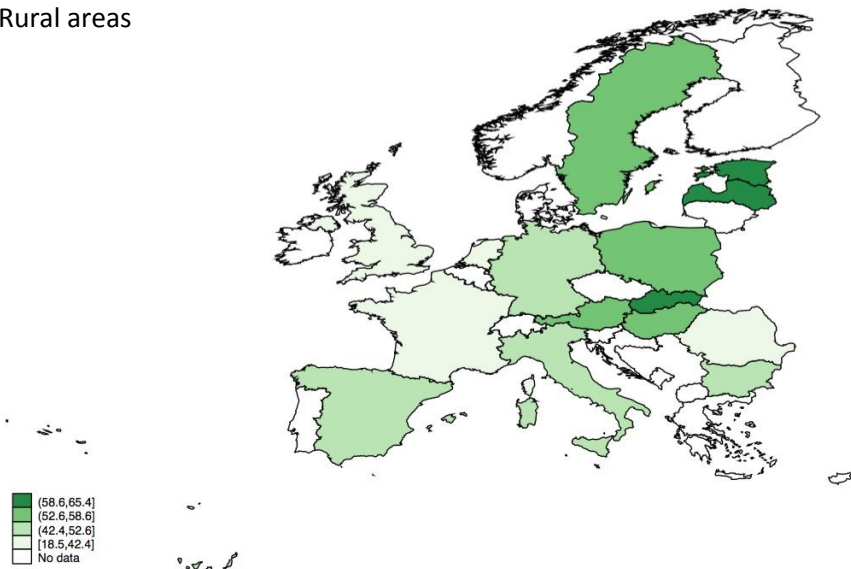 Rural areas
(58.6,65.4]
(52.6,58.6]
(42.4,52.6]
[18.5,42.4]
No data